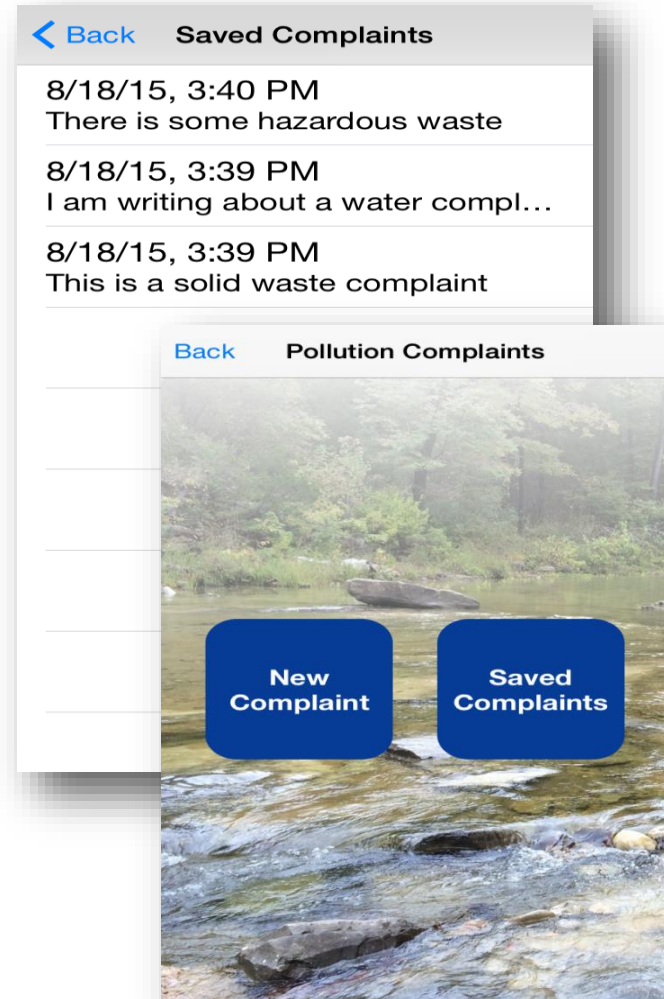 Back Saved Complaints
8/18/15, 3:40 PM
There is some hazardous waste
8/18/15, 3:39 PM
I am writing about a water compl...
8/18/15, 3:39 PM
This is a solid waste complaint
Back Pollution Complaints
New
Complaint
Saved
Complaints